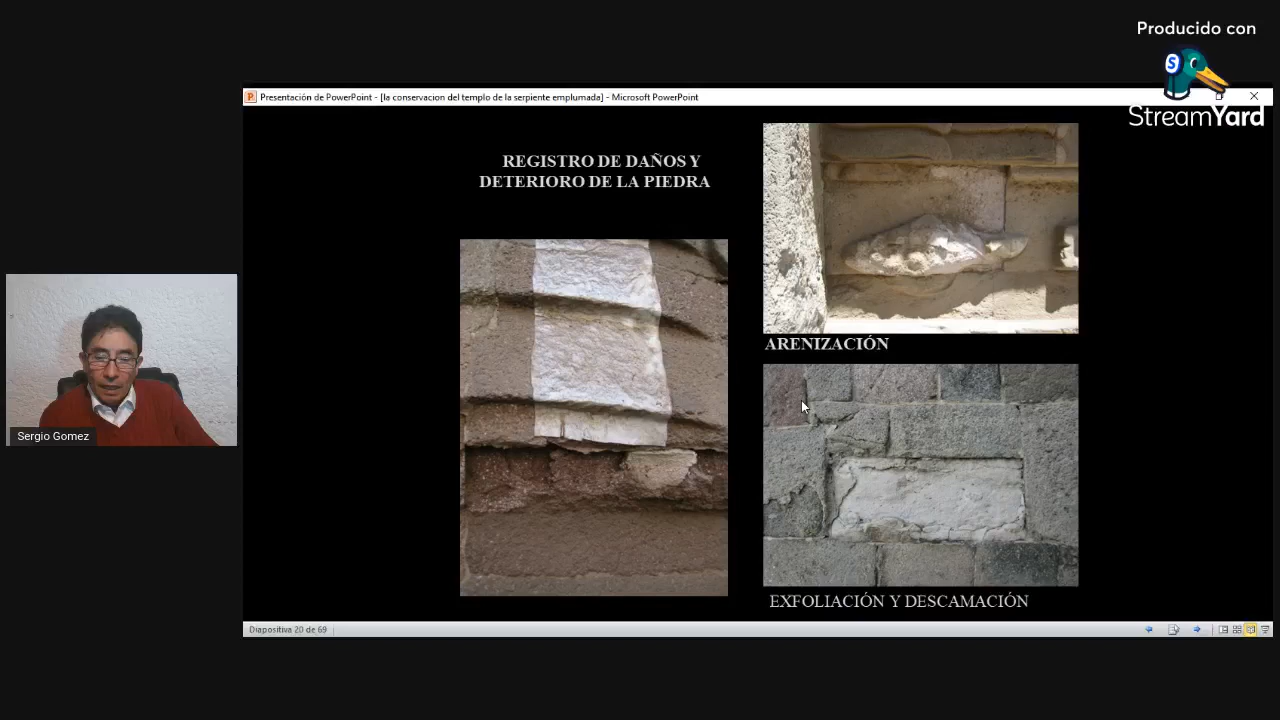 Producido con
S
StreamYard
Presentación de PowerPoint - [la conservacion del templo de la serpiente emplumada] - Microsoft PowerPoint
REGISTRO DE DAÑOS Y
DETERIORO DE LA PIEDRA
ARENIZACIÓN
Sergio Gomez
EXFOLIACIÓN Y DESCAMACIÓN
Diapositiva 20 de 69